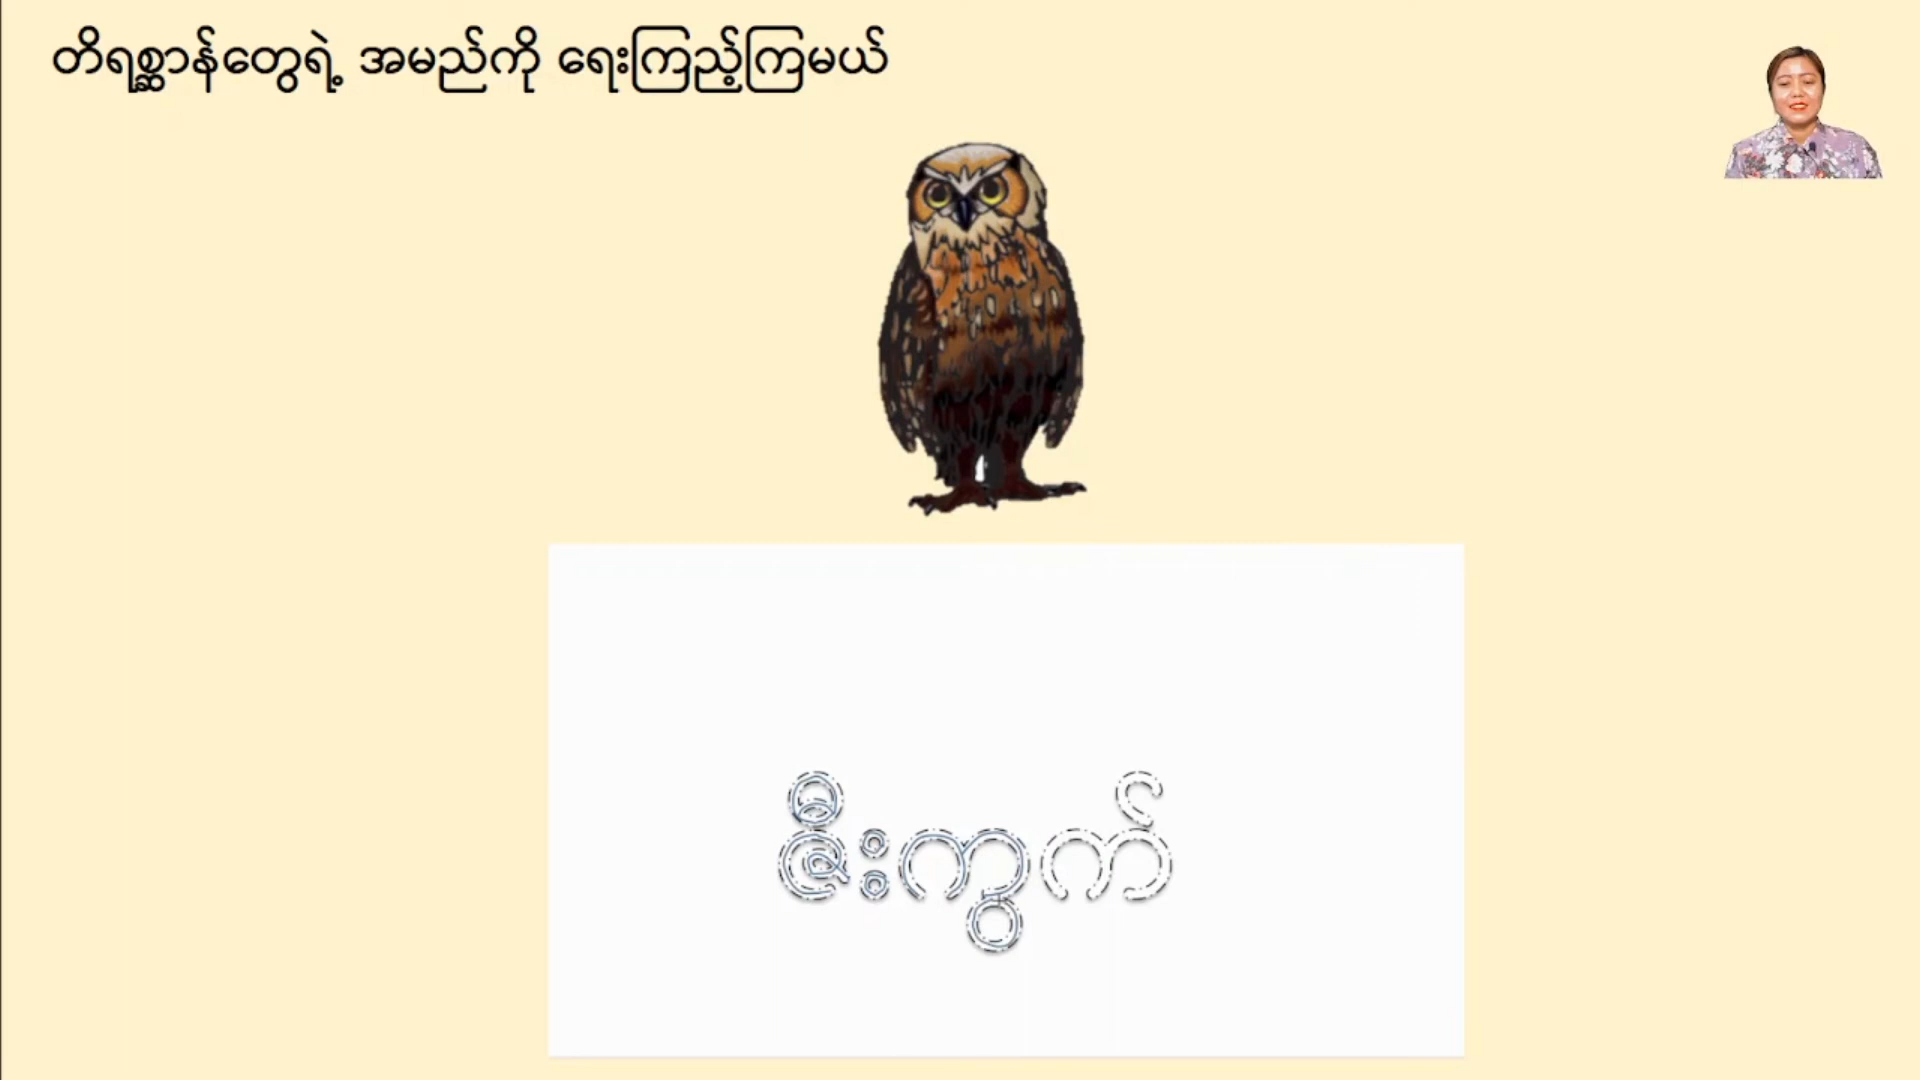 တိရစ္ဆာန်တွေရဲ့ အမည်ကို ရေးကြည့်ကြမယ်
ဇီးကွက်